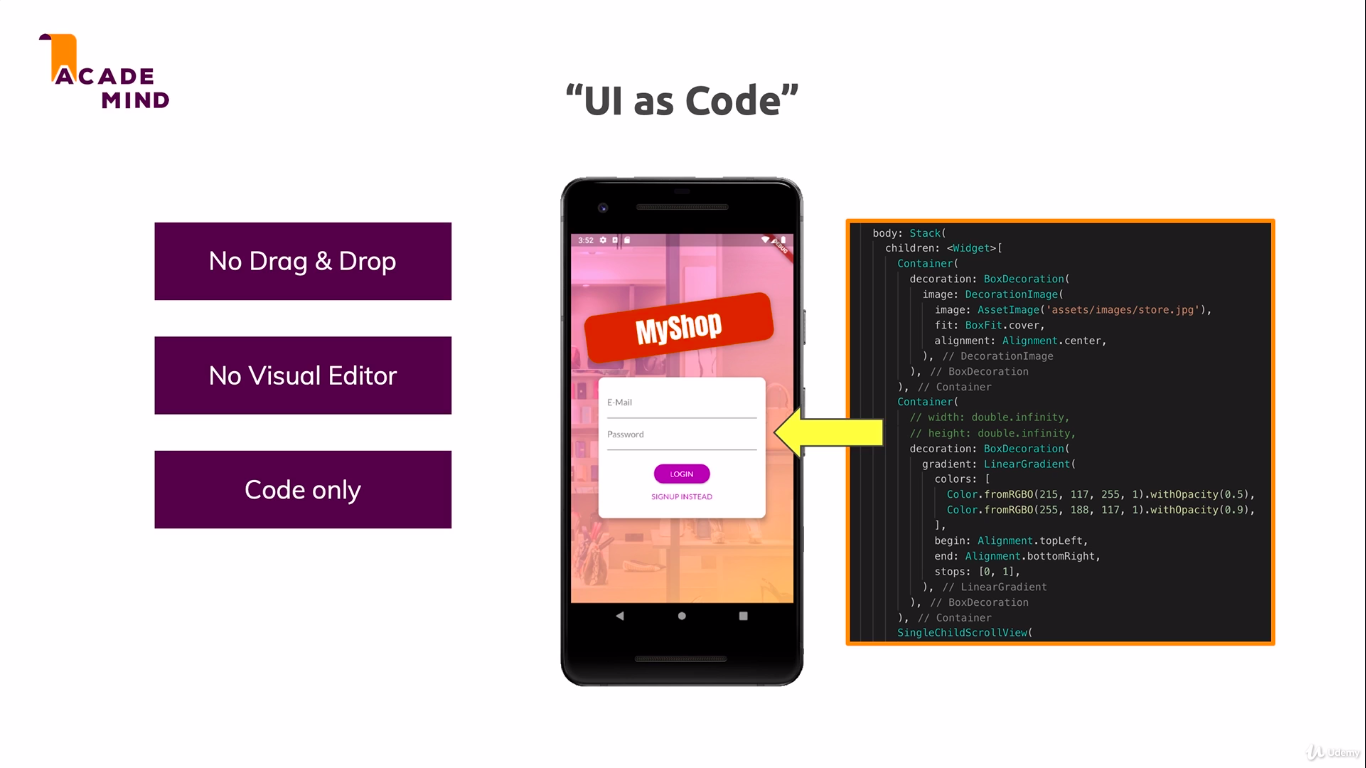 ACADE
MIND
“UI as Code”
No Drag & Drop
No Visual Editor
Code only
3:52
MyShop
E-Mail
Password
LOGIN
SIGNUP INSTEAD
body: Stack(
children: <Widget>[
Container(
decoration: BoxDecoration(
image: DecorationImage(
image: AssetImage('assets/images/store.jpg'),
fit: BoxFit.cover,
alignment: Alignment.center,
), // DecorationImage
), // BoxDecoration
), // Container
Container(
// width: double.infinity,
// height: double.infinity,
decoration: BoxDecoration(
gradient: LinearGradient(
colors: [
Color.fromRGBO(215, 117, 255, 1).withOpacity(0.5),
Color.fromRGBO(255, 188, 117, 1).withOpacity(0.9),
],
begin: Alignment.topLeft,
end: Alignment.bottomRight,
stops: [0, 1],
), // LinearGradient
), // BoxDecoration
), // Container
SingleChildScrollView(
Udemy